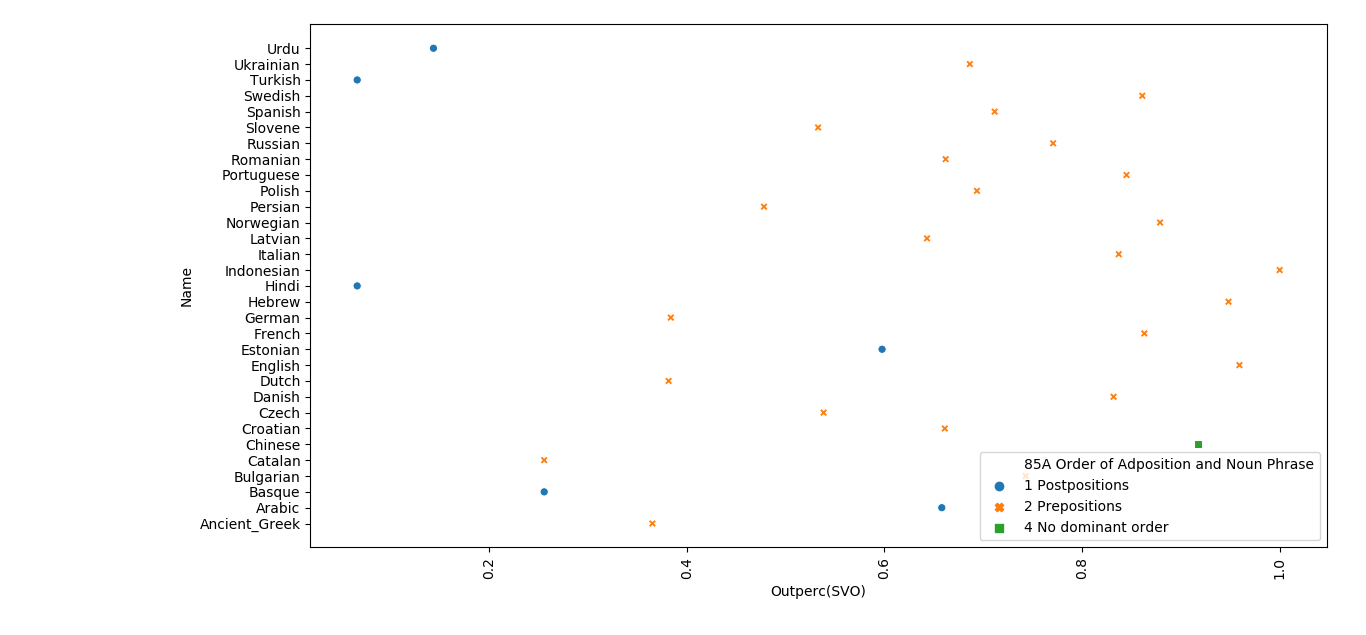 Urdu
Ukrainian
Turkish
Swedish
Spanish
Slovene
Russian
Romanian
Portuguese
Polish
Persian
Norwegian
Latvian
Italian
Indonesian
Hindi
Hebrew
German
French
Estonian
English
Dutch
Danish
Czech
Croatian
Chinese
Catalan
Bulgarian
Basque
Arabic
Ancient_Greek
Name
85A Order of Adposition and Noun Phrase
1 Postpositions
2 Prepositions
4 No dominant order
0.2
0.4
0.6
0.8
1.0
Outperc(SVO)